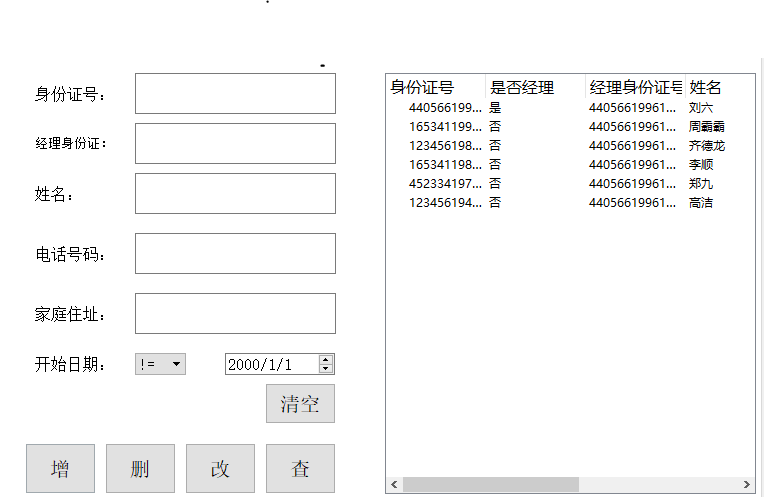 身份证号：
经理身份证：
姓名：
电话号码：
家庭住址：
开始日期： != 2000/1/1
清空
增 删 改 查
身份证号 是否经理 经理身份证号 姓名
440566199... 是 44056619961... 刘六
165341199... 否 44056619961... 周霸霸
123456198... 否 44056619961... 齐德龙
165341198... 否 44056619961... 李顺
452334197... 否 44056619961... 郑九
123456194... 否 44056619961... 高洁